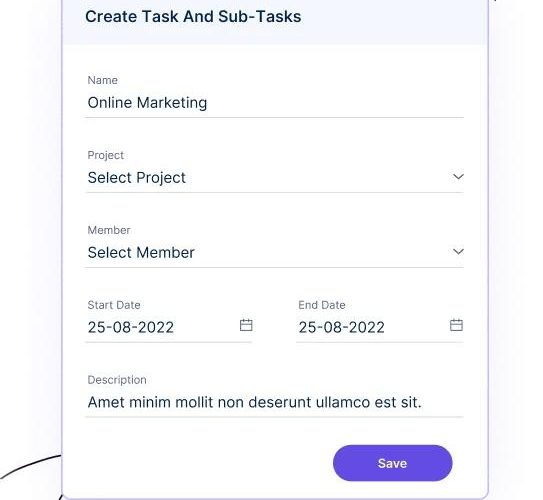 Create Task And Sub-Tasks
Name
Online Marketing
Project
Select Project
Member
Select Member
Start Date
End Date
25-08-2022
25-08-2022
Description
Amet minim mollit non deserunt ullamco est sit.
Save